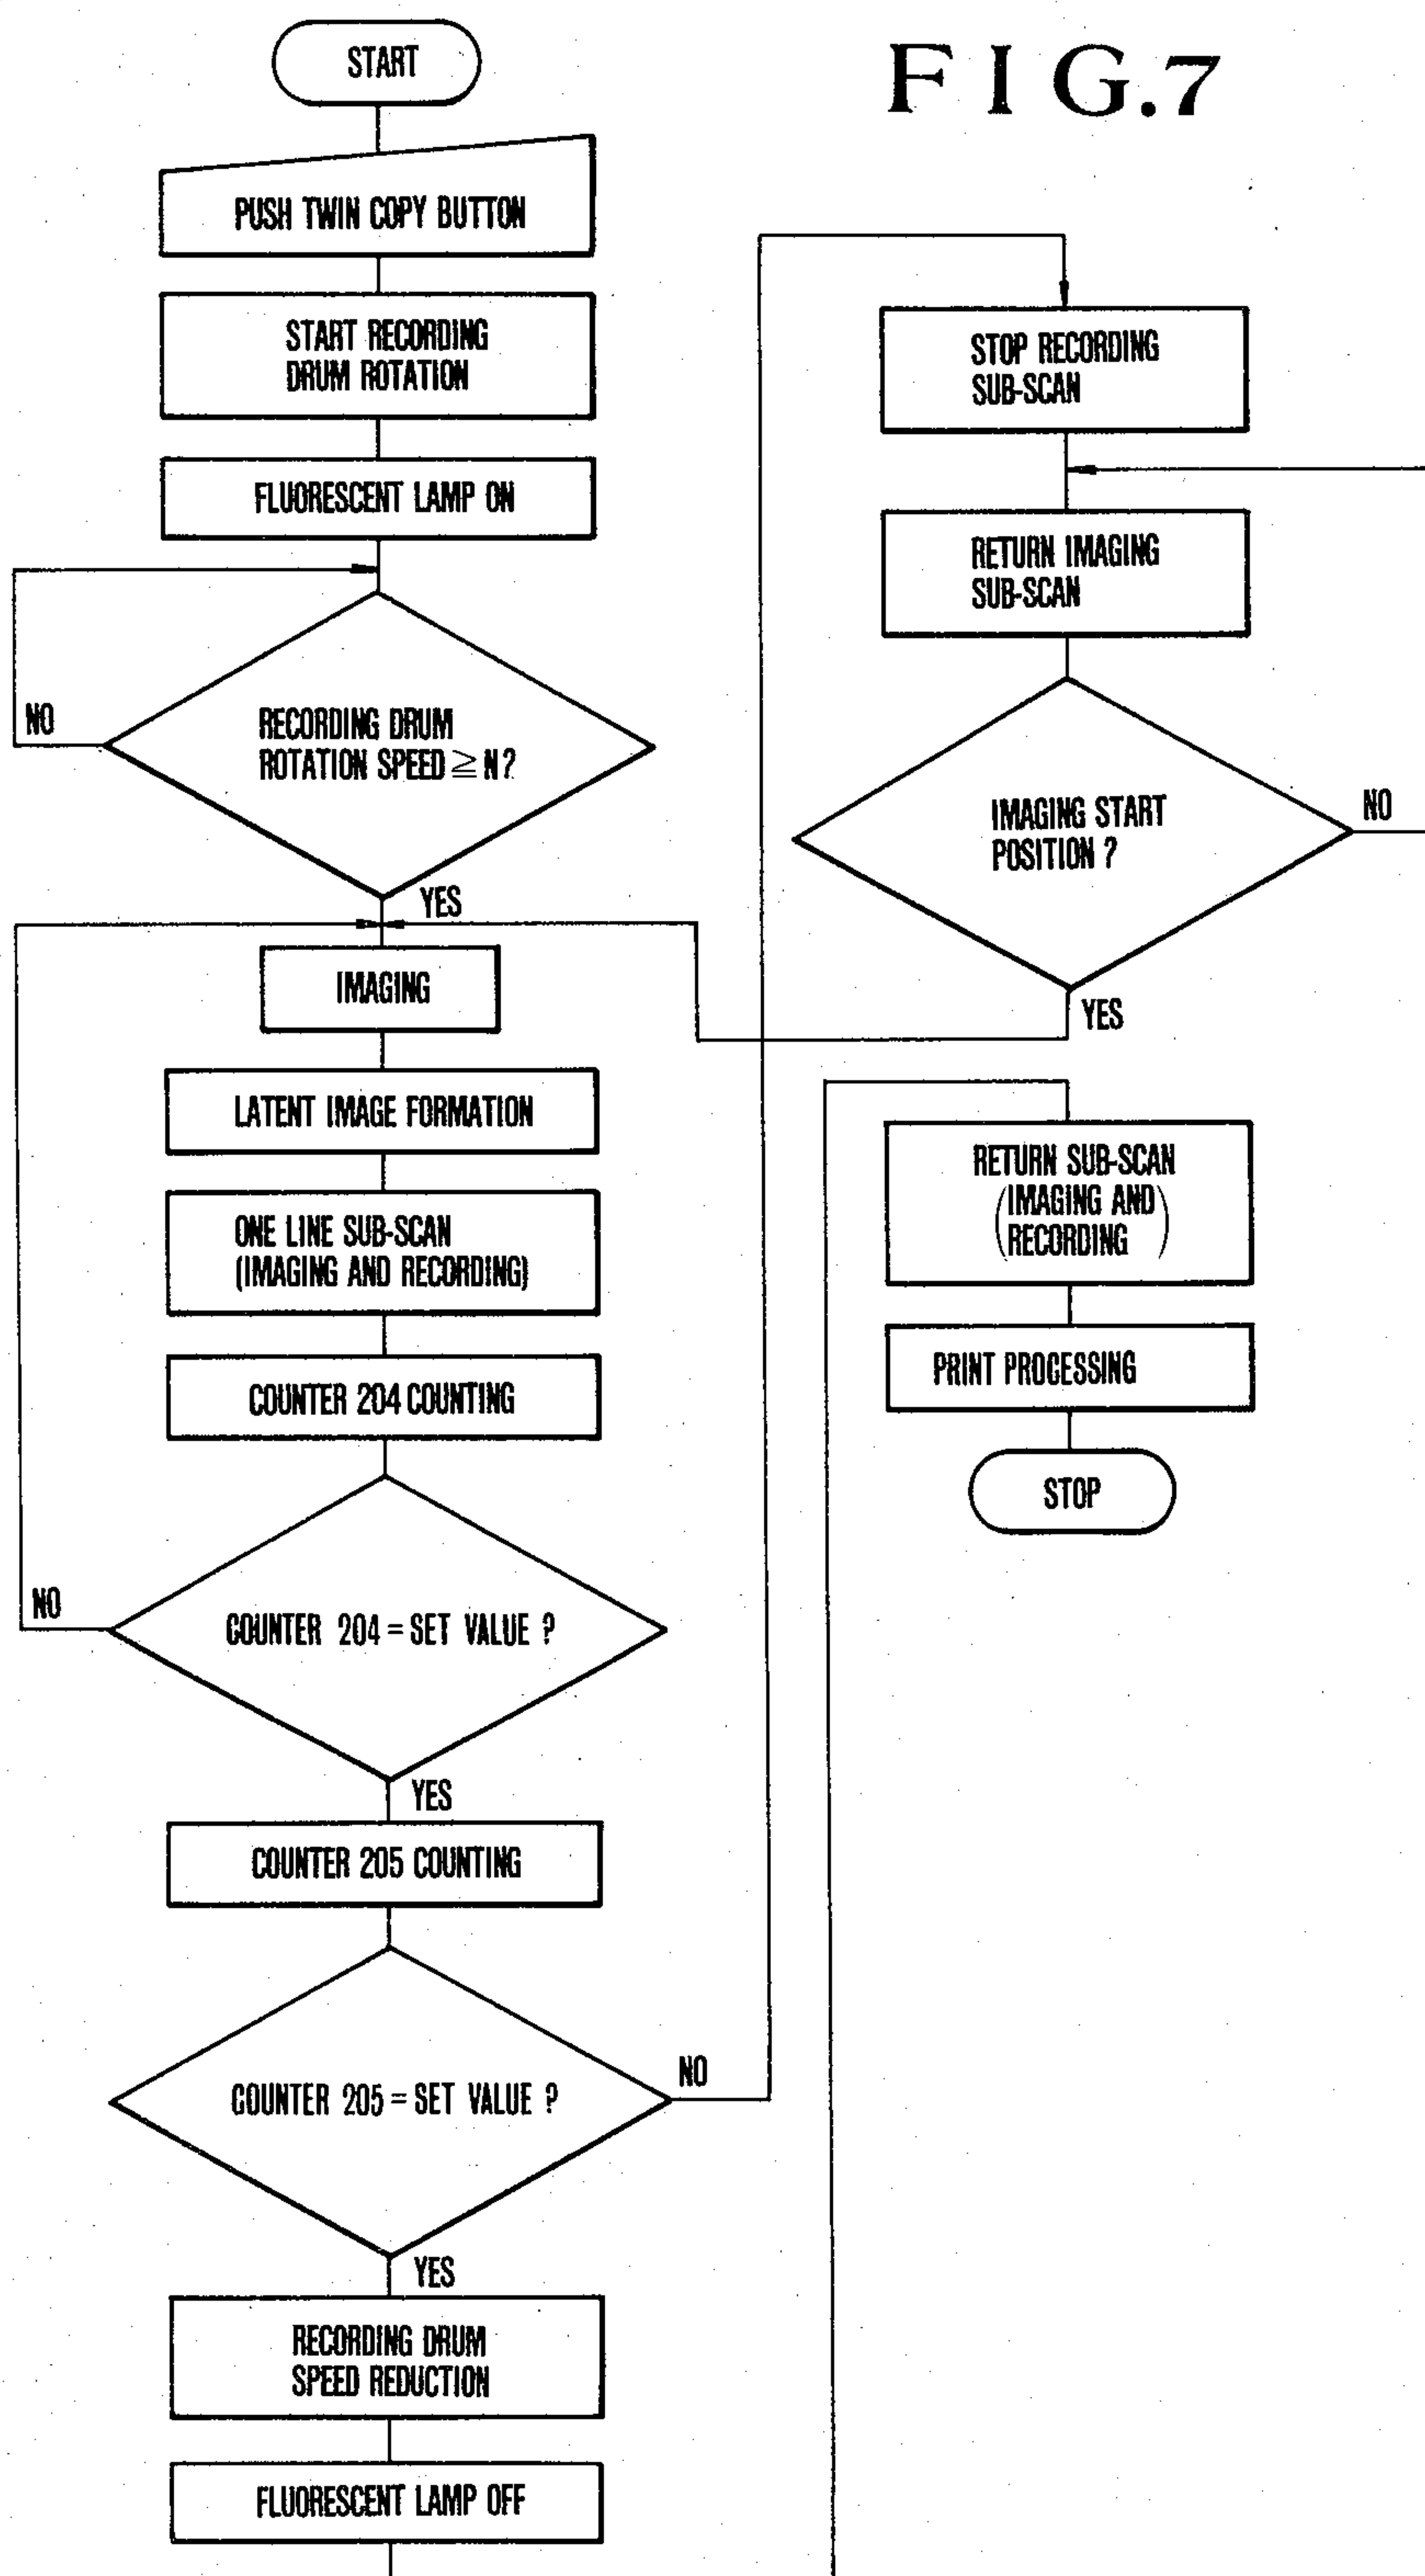 FIG.7
START
PUSH TWIN COPY BUTTON
START RECORDING
DRUM ROTATION
FLUORESCENT LAMP ON
NO
RECORDING DRUM
ROTATION SPEED ≧ N?
YES
IMAGING
LATENT IMAGE FORMATION
ONE LINE SUB-SCAN
(IMAGING AND RECORDING)
COUNTER 204 COUNTING
NO
COUNTER 204 = SET VALUE ?
YES
COUNTER 205 COUNTING
COUNTER 205 = SET VALUE ?
NO
YES
RECORDING DRUM
SPEED REDUCTION
FLUORESCENT LAMP OFF
STOP RECORDING
SUB-SCAN
RETURN IMAGING
SUB-SCAN
IMAGING START
POSITION ?
NO
YES
RETURN SUB-SCAN
(IMAGING AND
RECORDING)
PRINT PROCESSING
STOP